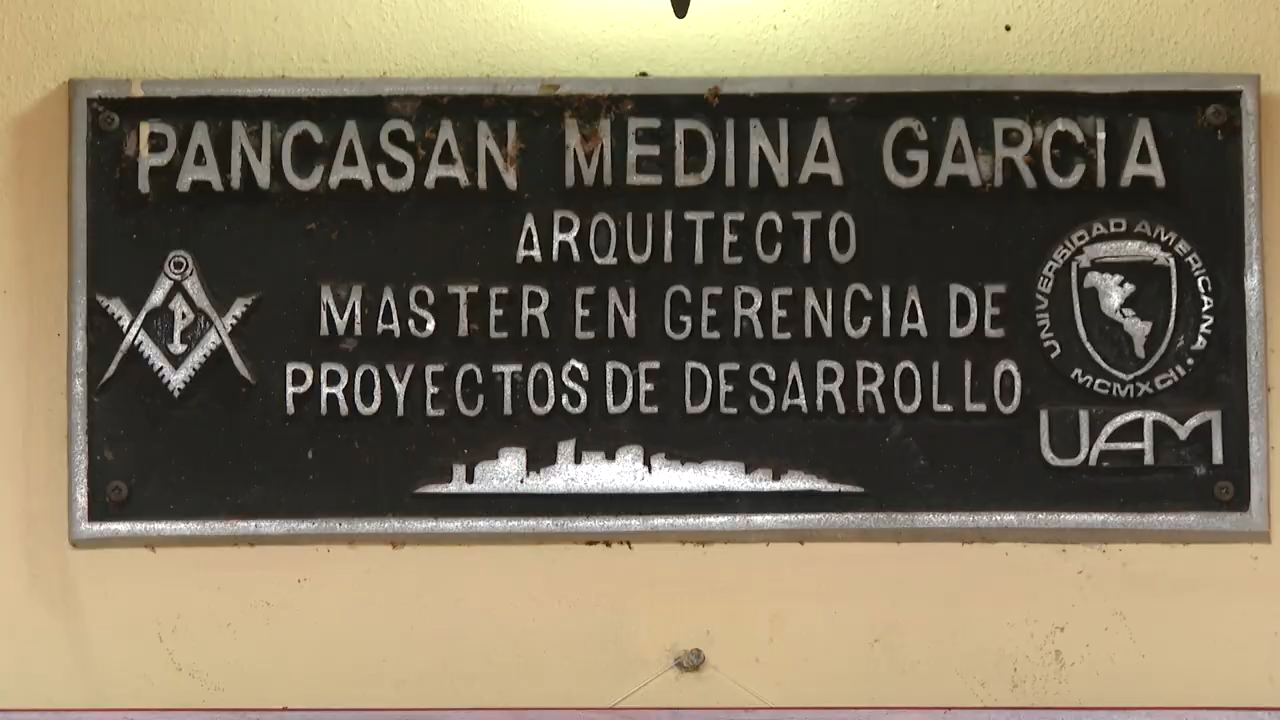 PANCASAN MEDINA GARCIA
ARQUITECTO
MASTER EN GERENCIA DE
PROYECTOS DE DESARROLLO
P
UNIVERSIDAD AMERICANA
MCMXCII
UAM